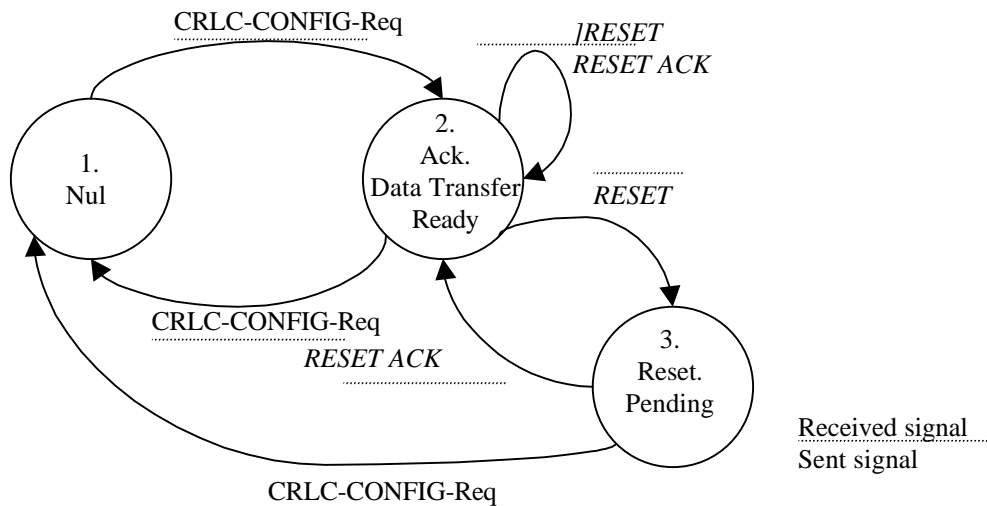 CRLC-CONFIG-Req
]RESET
RESET ACK
1.
Nul
2.
Ack.
Data Transfer
Ready
RESET
CRLC-CONFIG-Req
RESET ACK
3.
Reset.
Pending
Received signal
Sent signal
CRLC-CONFIG-Req